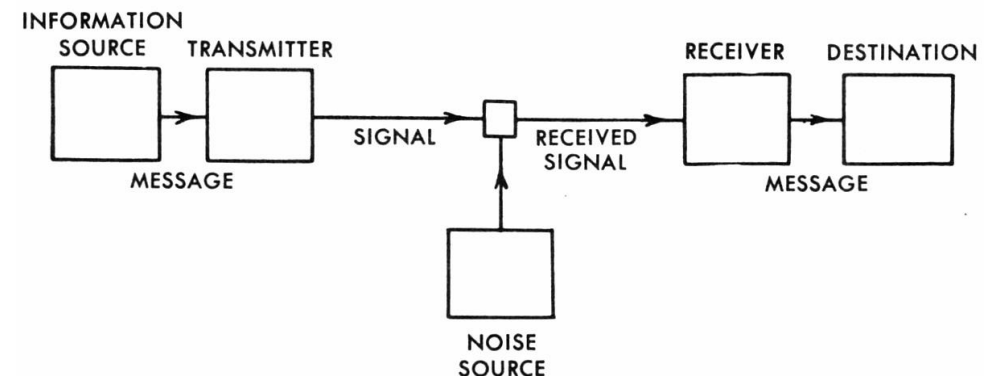 INFORMATION
SOURCE
TRANSMITTER
RECEIVER
DESTINATION
SIGNAL
RECEIVED
SIGNAL
MESSAGE
MESSAGE
NOISE
SOURCE